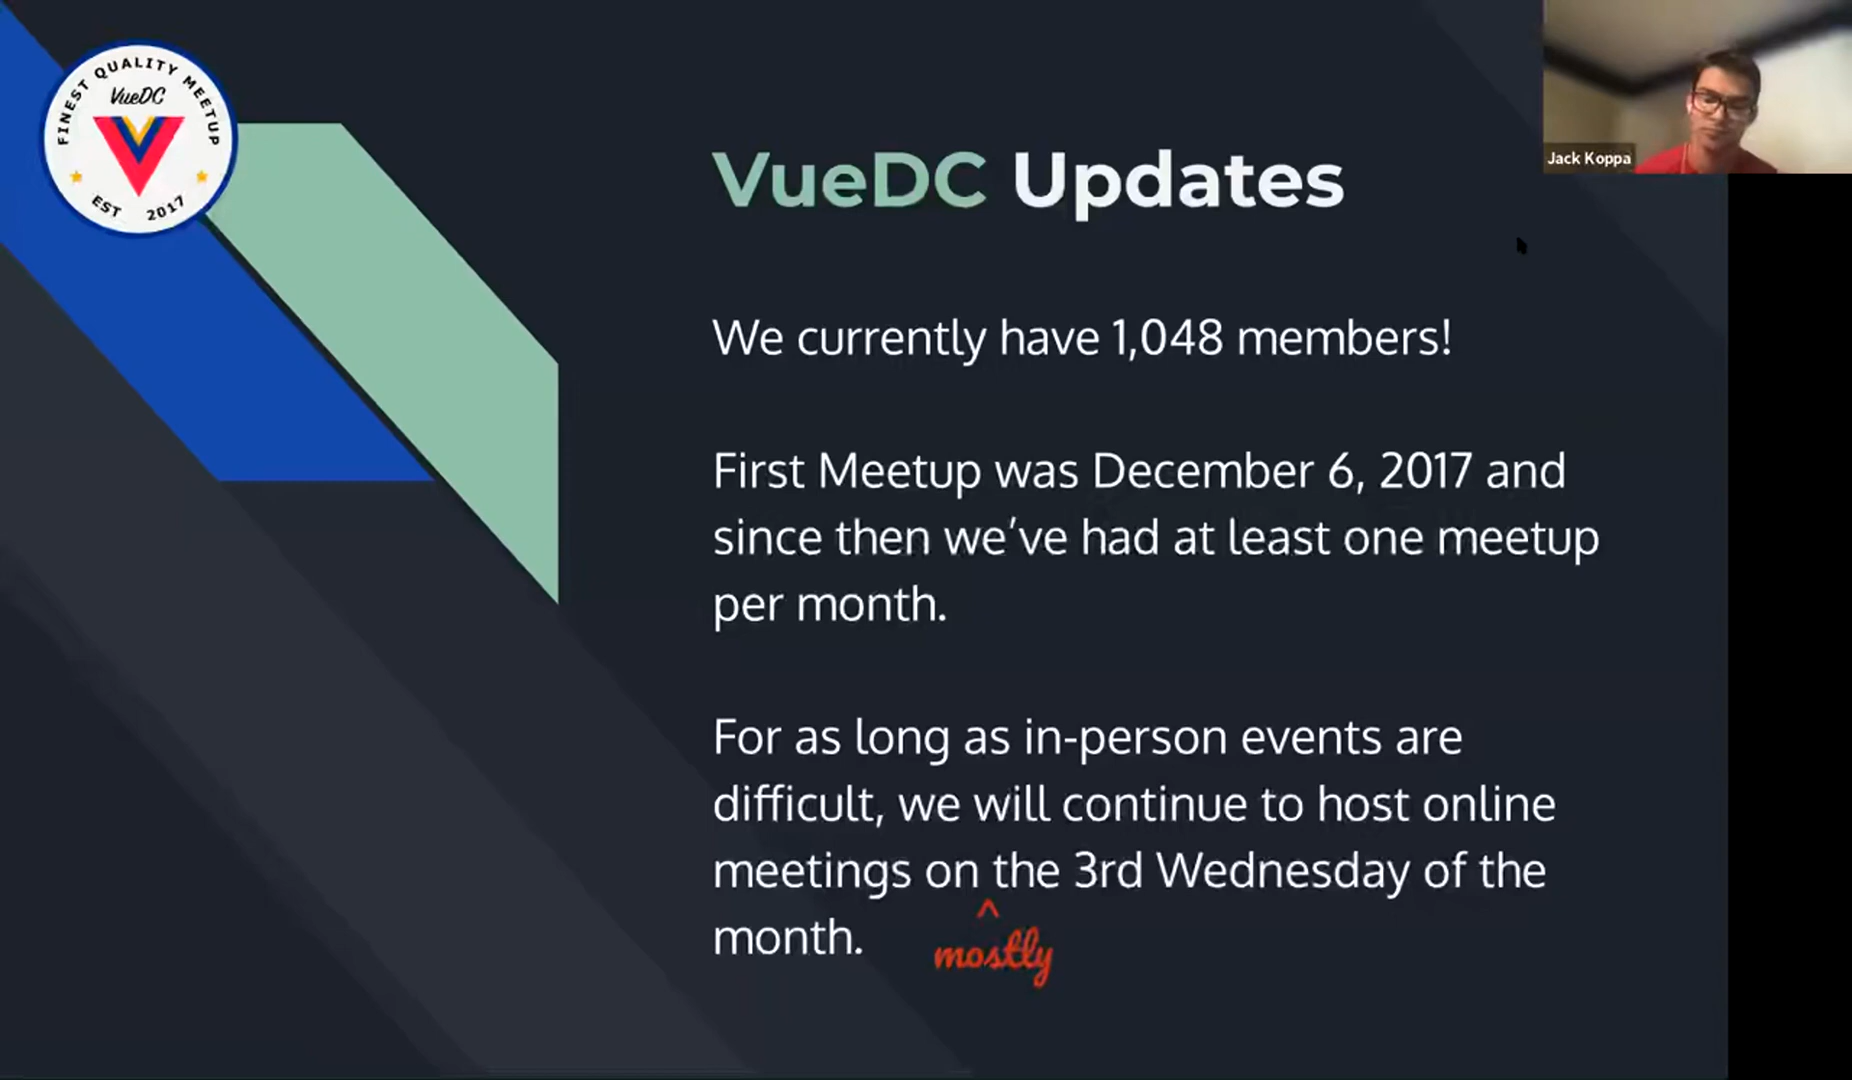 FINEST QUALITY MEETUP
VueDC
EST 2017
Jack Koppa
VueDC Updates
We currently have 1,048 members!
First Meetup was December 6, 2017 and
since then we've had at least one meetup
per month.
For as long as in-person events are
difficult, we will continue to host online
meetings on the 3rd Wednesday of the
^
month.
mostly